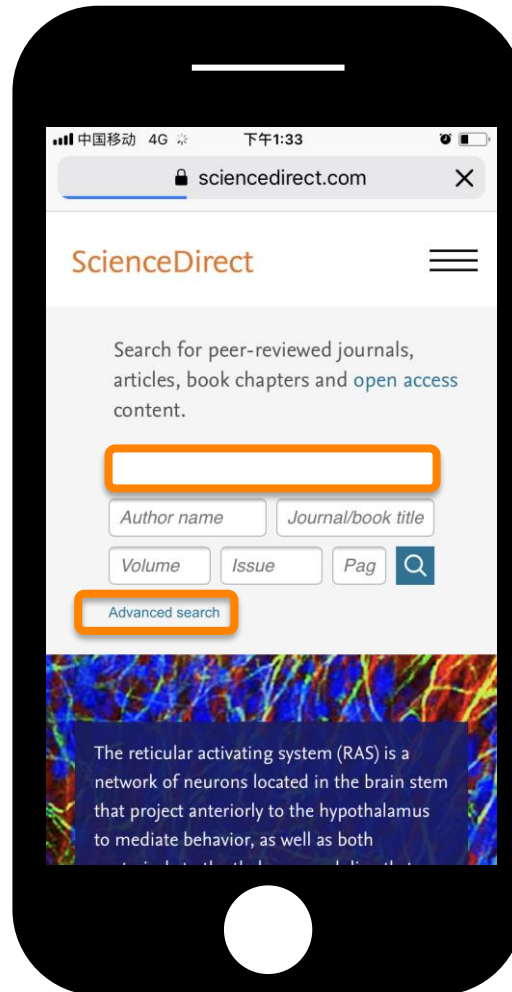 中国移动 4G 下午1:33
sciencedirect.com
ScienceDirect
Search for peer-reviewed journals,
articles, book chapters and open access
content.
Author name Journal/book title
Volume Issue Pag
Advanced search
The reticular activating system (RAS) is a
network of neurons located in the brain stem
that project anteriorly to the hypothalamus
to mediate behavior, as well as both